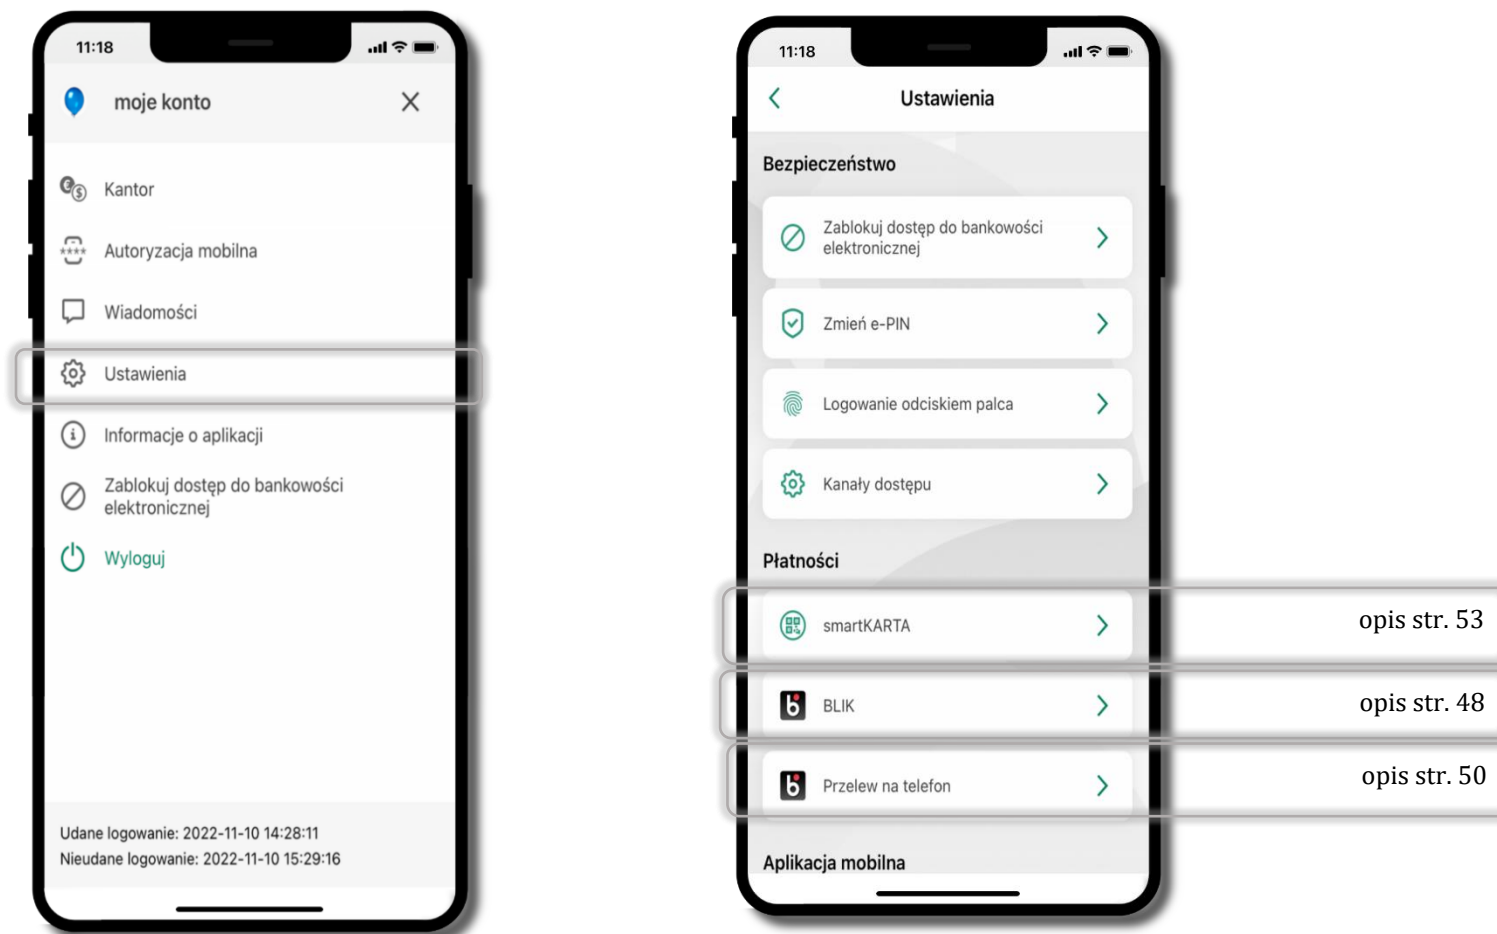 11:18
moje konto
Kantor
Autoryzacja mobilna
Wiadomości
Ustawienia
Informacje o aplikacji
Zablokuj dostęp do bankowości
elektronicznej
Wyloguj
Udane logowanie: 2022-11-10 14:28:11
Nieudane logowanie: 2022-11-10 15:29:16
11:18
Ustawienia
Bezpieczeństwo
Zablokuj dostęp do bankowości
elektronicznej
Zmień e-PIN
Logowanie odciskiem palca
Kanały dostępu
Płatności
smartKARTA
opis str. 53
BLIK
opis str. 48
Przelew na telefon
opis str. 50
Aplikacja mobilna